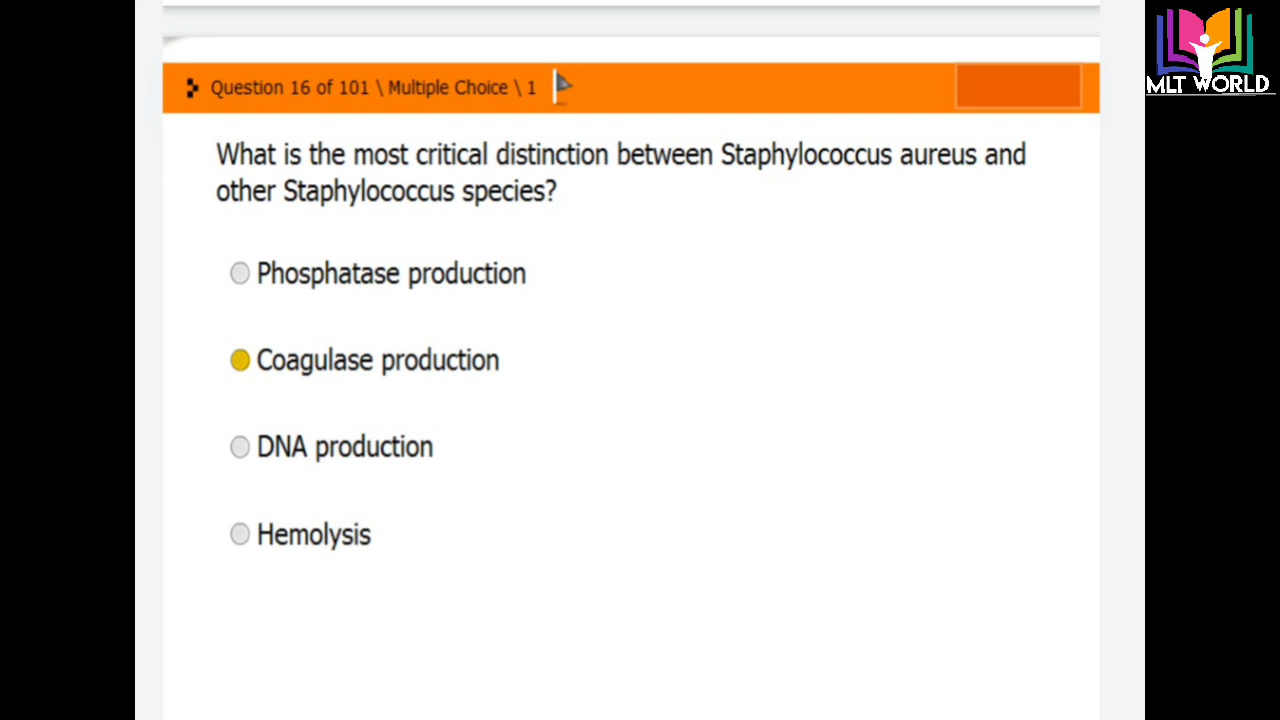 MLT WORLD
Question 16 of 101 \ Multiple Choice \ 1
What is the most critical distinction between Staphylococcus aureus and
other Staphylococcus species?
Phosphatase production
Coagulase production
DNA production
Hemolysis